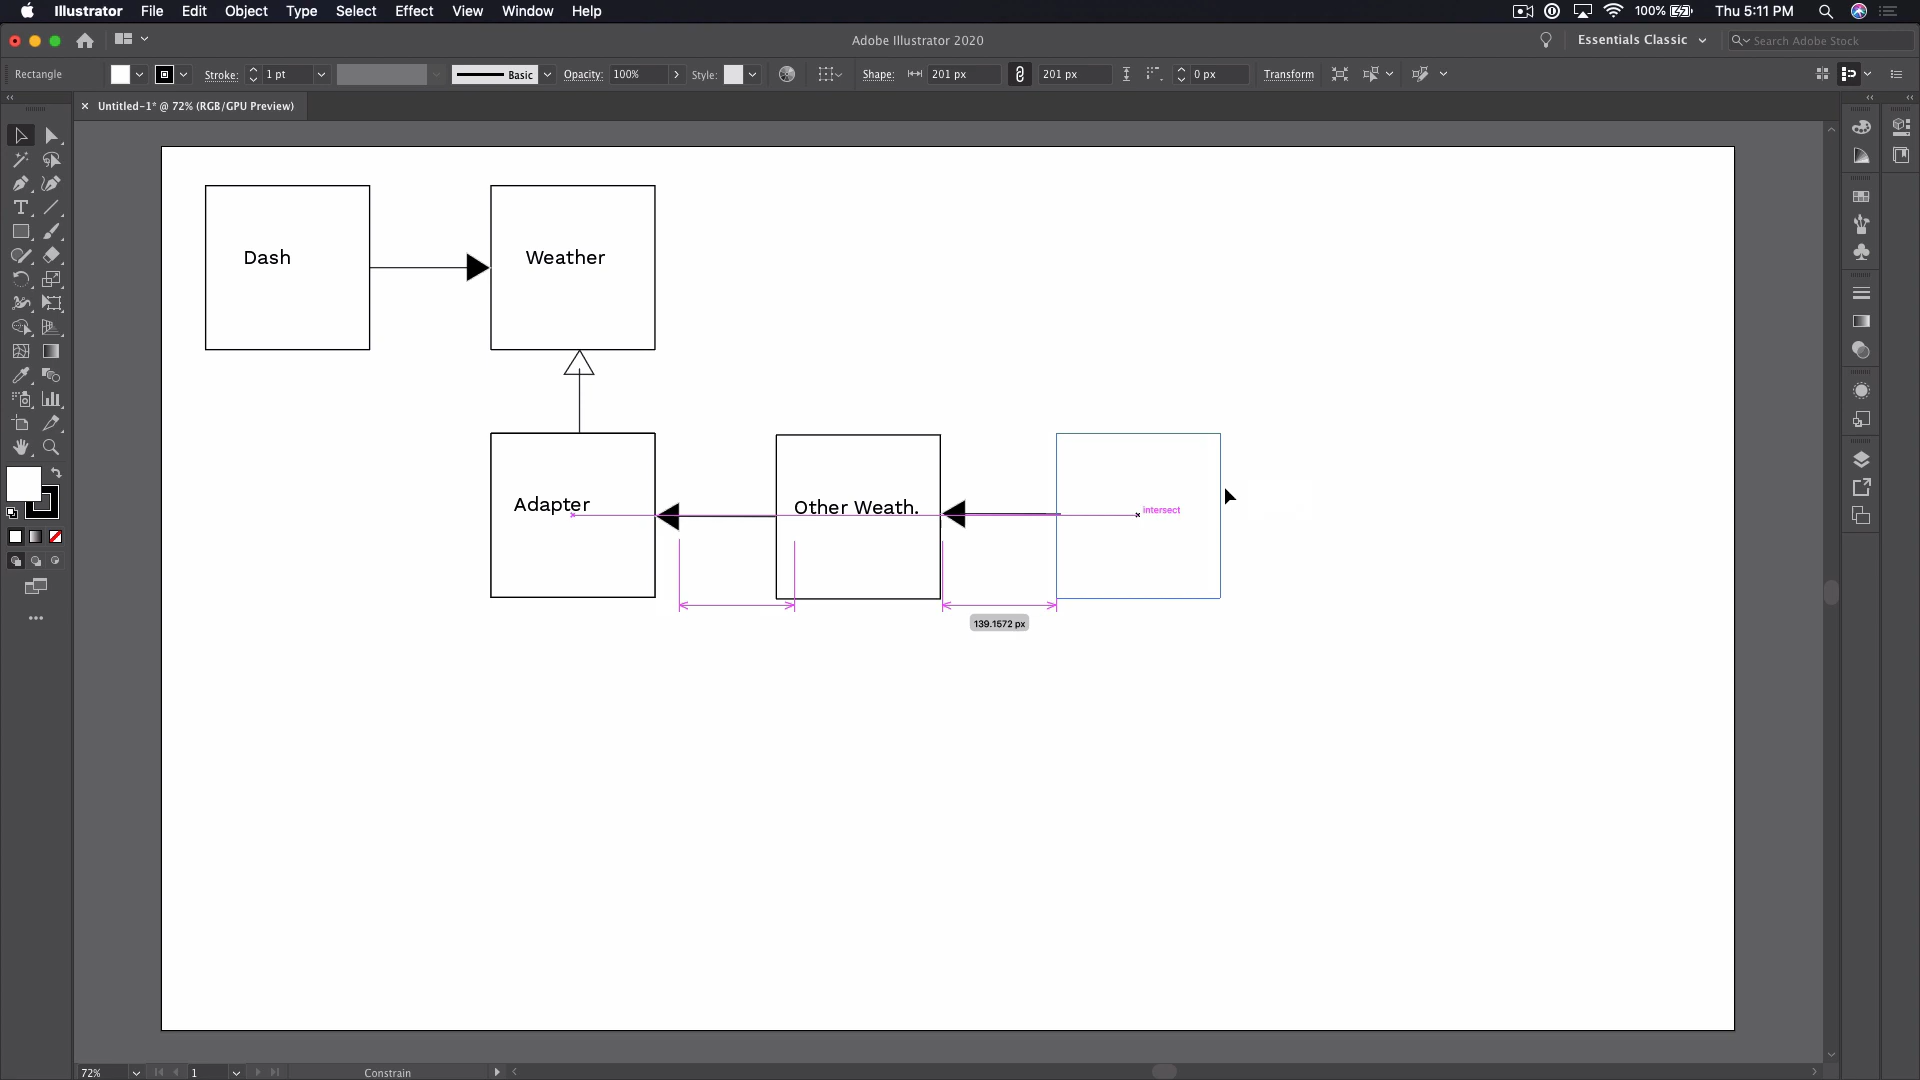 Illustrator File Edit Object Type Select Effect View Window Help
100% Thu 5:11 PM
Adobe Illustrator 2020
Essentials Classic
Search Adobe Stock
Rectangle Stroke: 1 pt Basic Opacity: 100% Style: Shape: 201 px 201 px 0 px Transform
× Untitled-1* @ 72% (RGB/GPU Preview)
Dash
Weather
Adapter
Other Weath.
intersect
139.1572 px
72% 1 Constrain